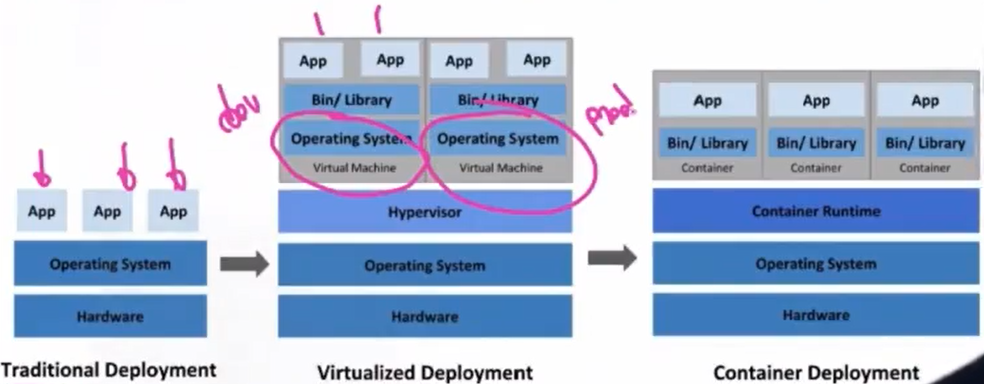 dev
prod
App
App
App
Operating System
Hardware
Traditional Deployment
App
App
App
App
Bin/ Library
Bin/ Library
Operating System
Operating System
Virtual Machine
Virtual Machine
Hypervisor
Operating System
Hardware
Virtualized Deployment
App
App
App
Bin/ Library
Bin/ Library
Bin/ Library
Container
Container
Container
Container Runtime
Operating System
Hardware
Container Deployment